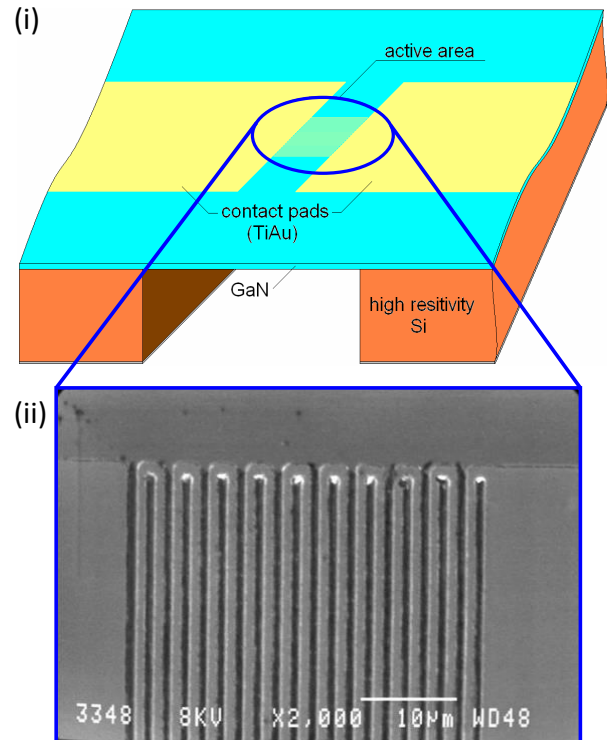 (i)
active area
contact pads
(TiAu)
GaN
high resitivity
Si
(ii)
3348 8KV X2,000 10μm WD48